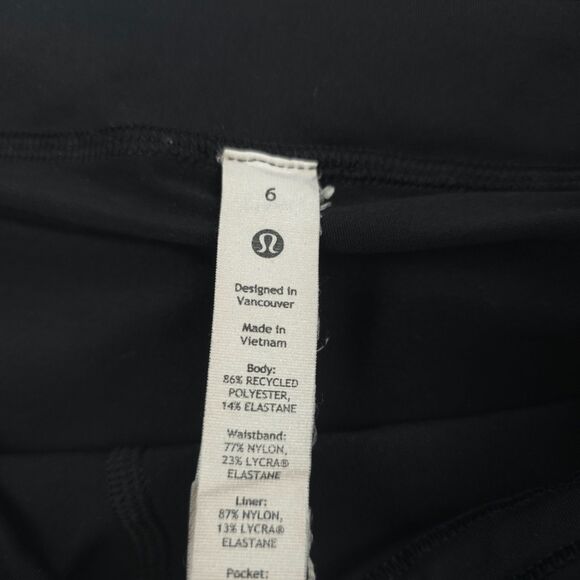 6
Designed in
Vancouver
Made in
Vietnam
Body:
86% RECYCLED
POLYESTER,
14% ELASTANE
Waistband:
77% NYLON,
23% LYCRA®
ELASTANE
Liner:
87% NYLON,
13% LYCRA®
ELASTANE
Pocket: